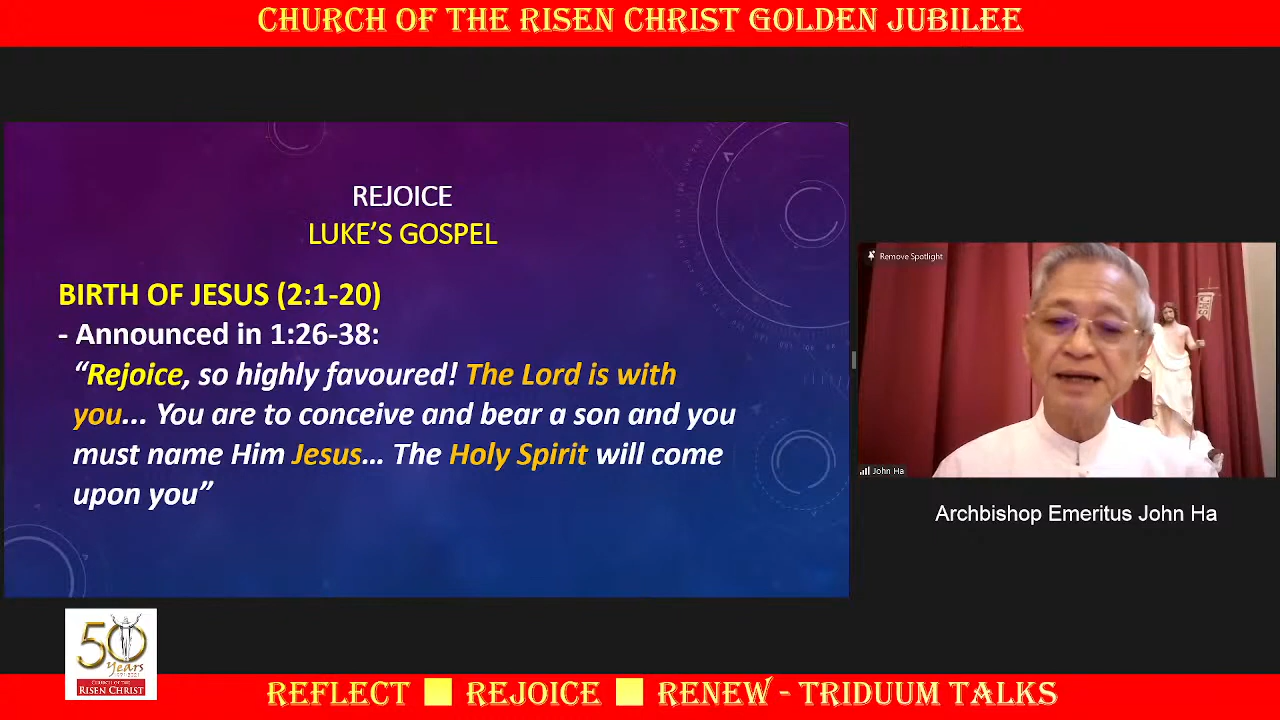 CHURCH OF THE RISEN CHRIST GOLDEN JUBILEE
REJOICE
LUKE'S GOSPEL
BIRTH OF JESUS (2:1-20)
- Announced in 1:26-38:
“Rejoice, so highly favoured! The Lord is with
you... You are to conceive and bear a son and you
must name Him Jesus… The Holy Spirit will come
upon you”
Remove Spotlight
John Ha
Archbishop Emeritus John Ha
50
Years
CHURCH OF THE
RISEN CHRIST
REFLECT REJOICE RENEW - TRIDUUM TALKS